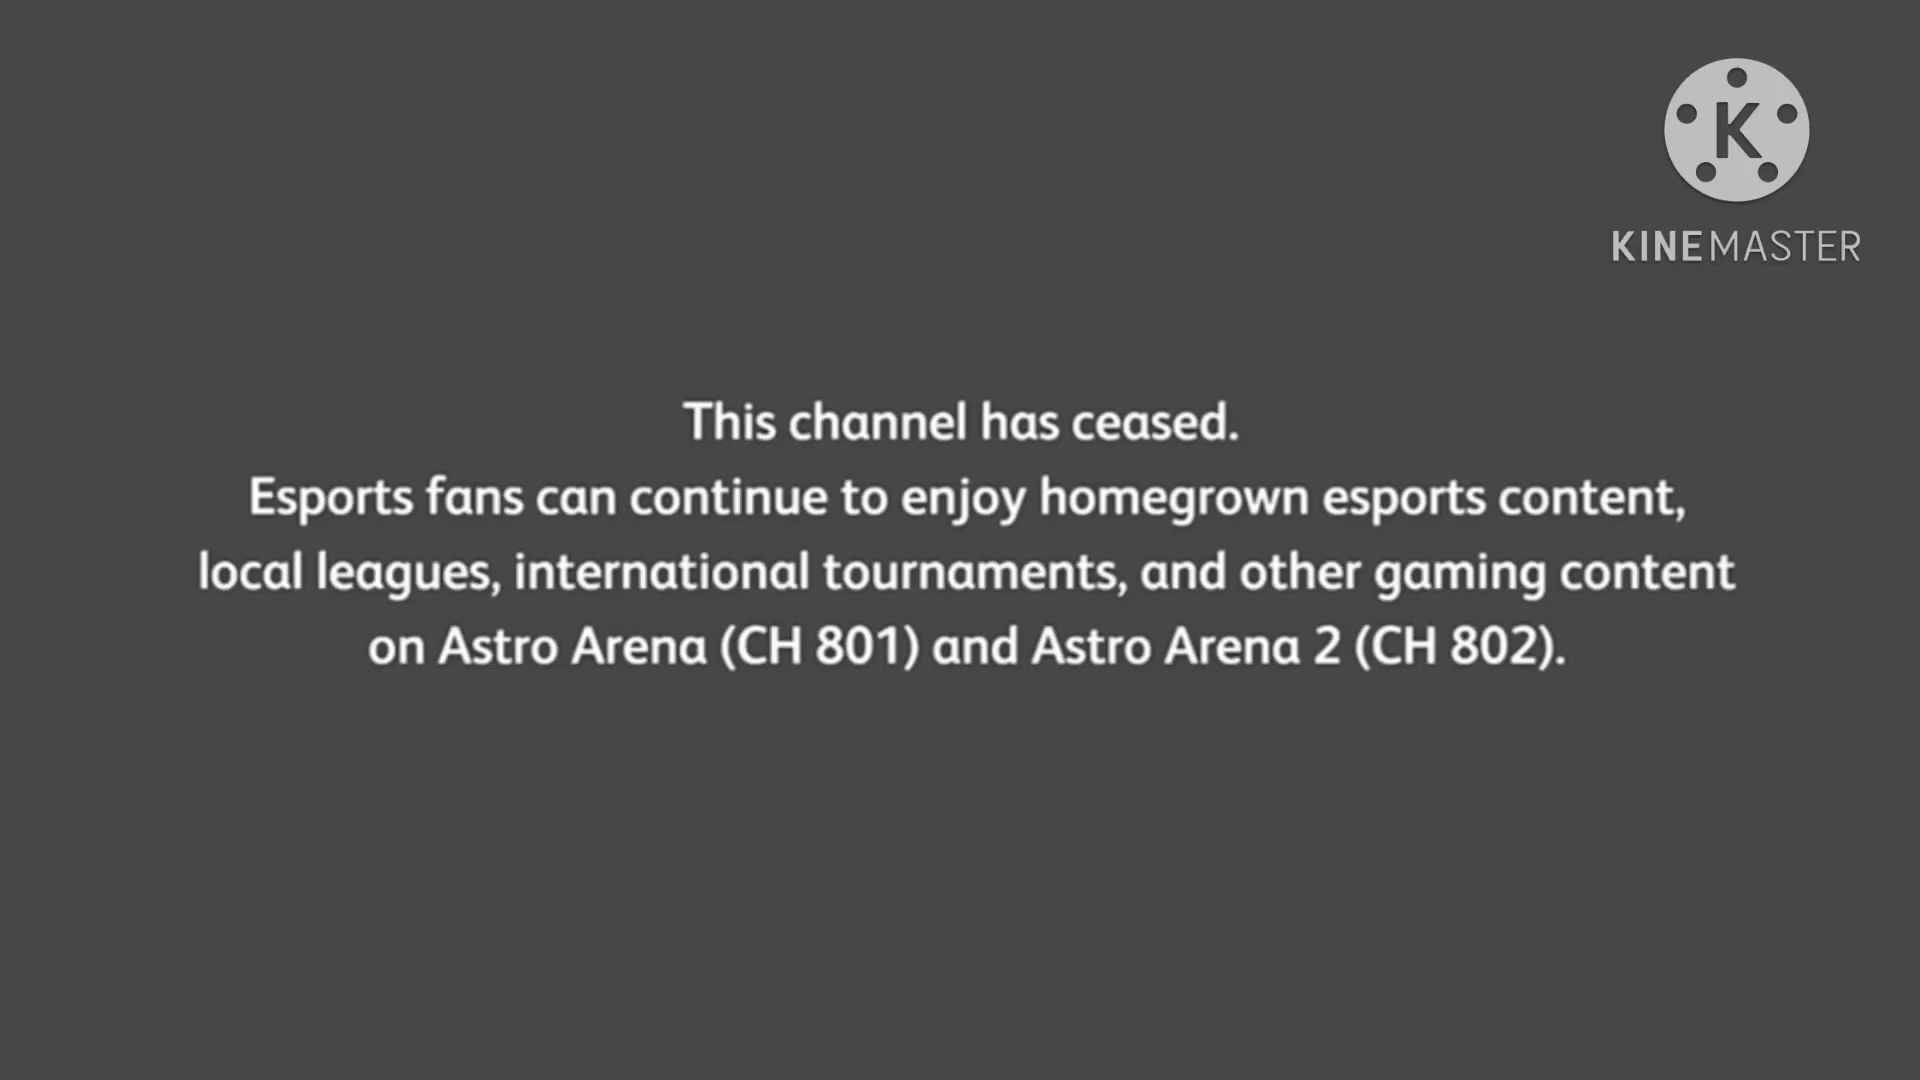 K
KINEMASTER
This channel has ceased.
Esports fans can continue to enjoy homegrown esports content,
local leagues, international tournaments, and other gaming content
on Astro Arena (CH 801) and Astro Arena 2 (CH 802).